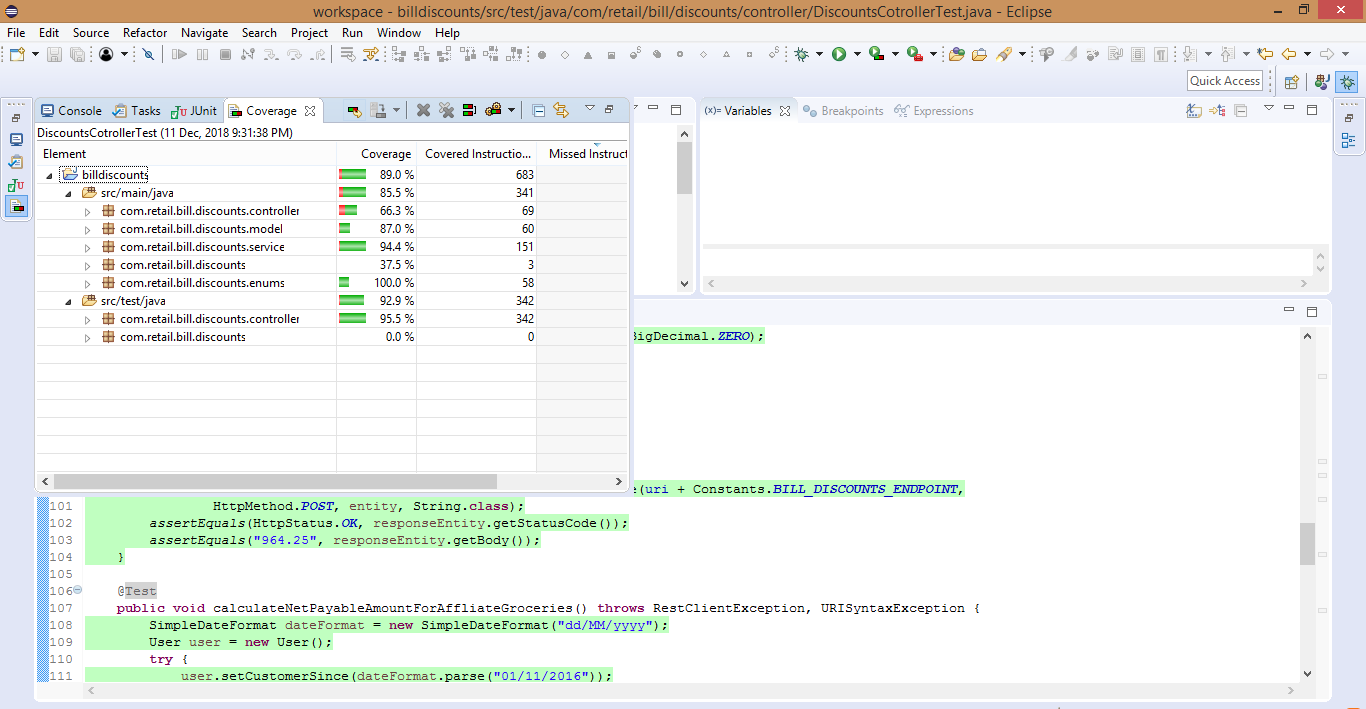 workspace - billdiscounts/src/test/java/com/retail/bill/discounts/controller/DiscountsCotrollerTest.java - Eclipse
File Edit Source Refactor Navigate Search Project Run Window Help
Quick Access
Console Tasks JUnit Coverage
(x)= Variables Breakpoints Expressions
DiscountsCotrollerTest (11 Dec, 2018 9:31:38 PM)
Element Coverage Covered Instructio... Missed Instruct
billdiscounts 89.0 % 683
src/main/java 85.5 % 341
com.retail.bill.discounts.controller 66.3 % 69
com.retail.bill.discounts.model 87.0 % 60
com.retail.bill.discounts.service 94.4 % 151
com.retail.bill.discounts 37.5 % 3
com.retail.bill.discounts.enums 100.0 % 58
src/test/java 92.9 % 342
com.retail.bill.discounts.controller 95.5 % 342
com.retail.bill.discounts 0.0 % 0
BigDecimal.ZERO);
e(uri + Constants.BILL_DISCOUNTS_ENDPOINT,
101 HttpMethod.POST, entity, String.class);
102 assertEquals(HttpStatus.OK, responseEntity.getStatusCode());
103 assertEquals("964.25", responseEntity.getBody());
104 }
105
106 @Test
107 public void calculateNetPayableAmountForAffliateGroceries() throws RestClientException, URISyntaxException {
108 SimpleDateFormat dateFormat = new SimpleDateFormat("dd/MM/yyyy");
109 User user = new User();
110 try {
111 user.setCustomerSince(dateFormat.parse("01/11/2016"));